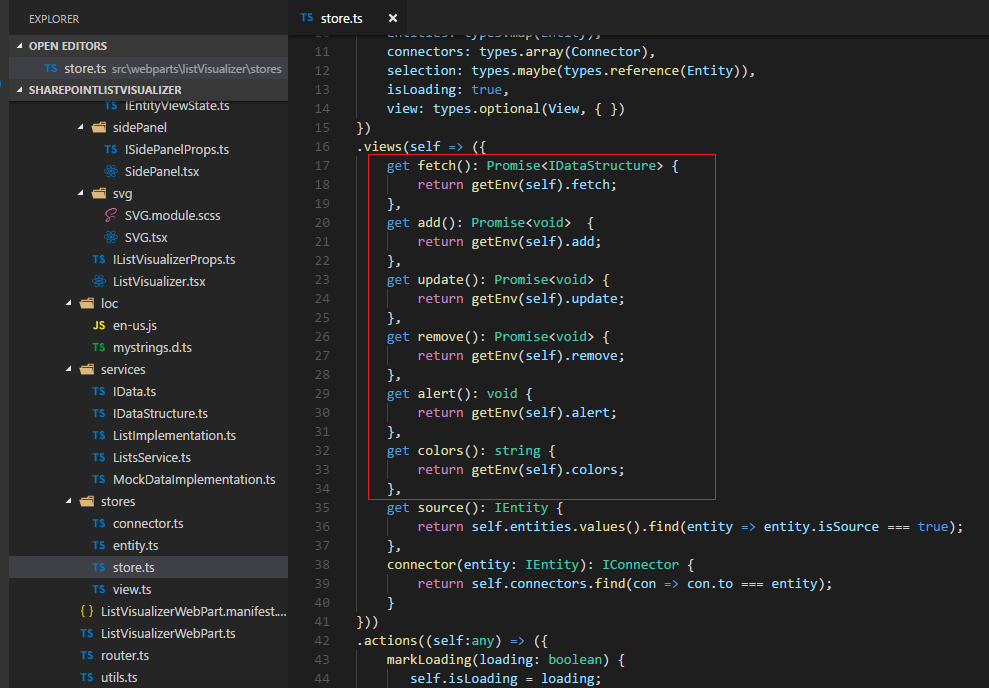 EXPLORER
OPEN EDITORS
TS store.ts src\webparts\listVisualizer\stores
SHAREPOINTLISTVISUALIZER
TS IEntityViewState.ts
sidePanel
TS ISidePanelProps.ts
SidePanel.tsx
svg
SVG.module.scss
SVG.tsx
TS IListVisualizerProps.ts
ListVisualizer.tsx
loc
JS en-us.js
TS mystrings.d.ts
services
TS IData.ts
TS IDataStructure.ts
TS ListImplementation.ts
TS ListsService.ts
TS MockDataImplementation.ts
stores
TS connector.ts
TS entity.ts
TS store.ts
TS view.ts
{ } ListVisualizerWebPart.manifest....
TS ListVisualizerWebPart.ts
TS router.ts
TS utils.ts
TS store.ts ×
10 entities: types.map(Entity),
11 connectors: types.array(Connector),
12 selection: types.maybe(types.reference(Entity)),
13 isLoading: true,
14 view: types.optional(View, { })
15 })
16 .views(self => ({
17 get fetch(): Promise<IDataStructure> {
18 return getEnv(self).fetch;
19 },
20 get add(): Promise<void>  {
21 return getEnv(self).add;
22 },
23 get update(): Promise<void> {
24 return getEnv(self).update;
25 },
26 get remove(): Promise<void> {
27 return getEnv(self).remove;
28 },
29 get alert(): void {
30 return getEnv(self).alert;
31 },
32 get colors(): string {
33 return getEnv(self).colors;
34 },
35 get source(): IEntity {
36 return self.entities.values().find(entity => entity.isSource === true);
37 },
38 connector(entity: IEntity): IConnector {
39 return self.connectors.find(con => con.to === entity);
40 }
41 }))
42 .actions((self:any) => ({
43 markLoading(loading: boolean) {
44 self.isLoading = loading;